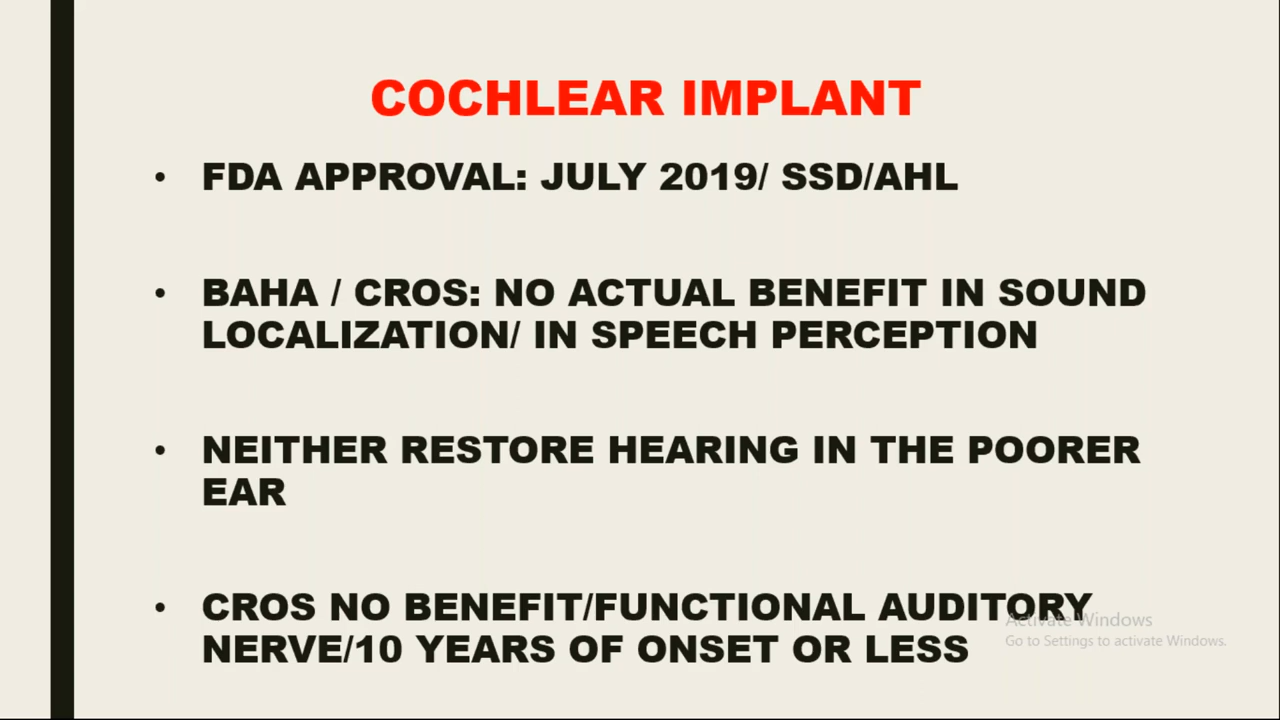 COCHLEAR IMPLANT
• FDA APPROVAL: JULY 2019/ SSD/AHL
• BAHA / CROS: NO ACTUAL BENEFIT IN SOUND
LOCALIZATION/ IN SPEECH PERCEPTION
• NEITHER RESTORE HEARING IN THE POORER
EAR
• CROS NO BENEFIT/FUNCTIONAL AUDITORY
NERVE/10 YEARS OF ONSET OR LESS
Activate Windows
Go to Settings to activate Windows.